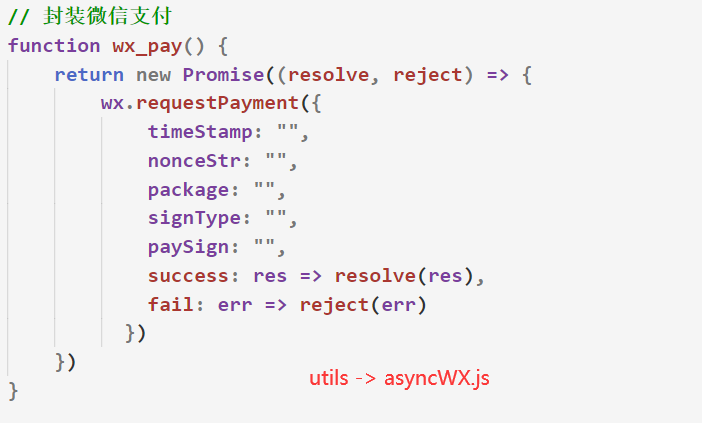 // 封装微信支付
function wx_pay() {
    return new Promise((resolve, reject) => {
        wx.requestPayment({
            timeStamp: "",
            nonceStr: "",
            package: "",
            signType: "",
            paySign: "",
            success: res => resolve(res),
            fail: err => reject(err)
          })
    })
utils -> asyncWX.js
}